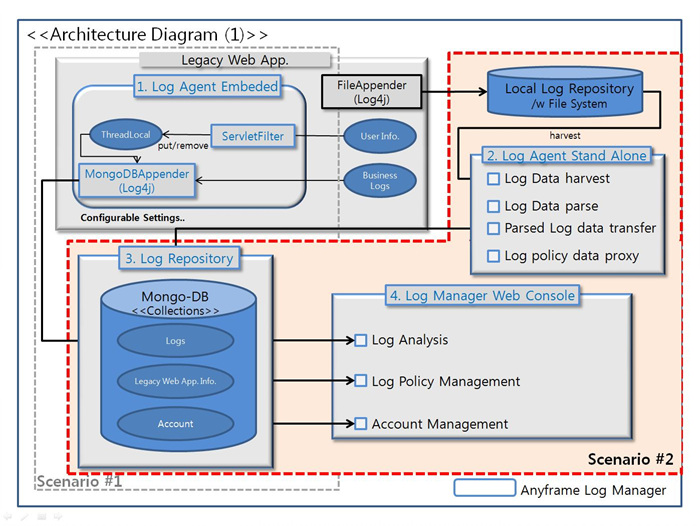 <<Architecture Diagram (1)>>
Legacy Web App.
1. Log Agent Embeded
FileAppender
(Log4j)
Local Log Repository
/w File System
ThreadLocal
put/remove
ServletFilter
UserInfo.
harvest
MongoDBAppender
(Log4j)
Business
Logs
Configurable Settings..
2. Log Agent Stand Alone
Log Data harvest
Log Data parse
Parsed Log data transfer
Log policy data proxy
3. Log Repository
Mongo-DB
<<Collections>>
Logs
Legacy Web App. Info.
Account
4. Log Manager Web Console
Log Analysis
Log Policy Management
Account Management
Scenario #2
Scenario #1
Anyframe Log Manager